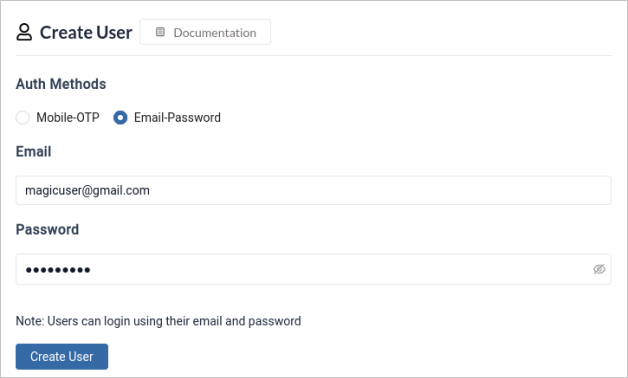 Create User
Documentation
Auth Methods
Mobile-OTP
Email-Password
Email
magicuser@gmail.com
Password
●●●●●●●●●
Note: Users can login using their email and password
Create User